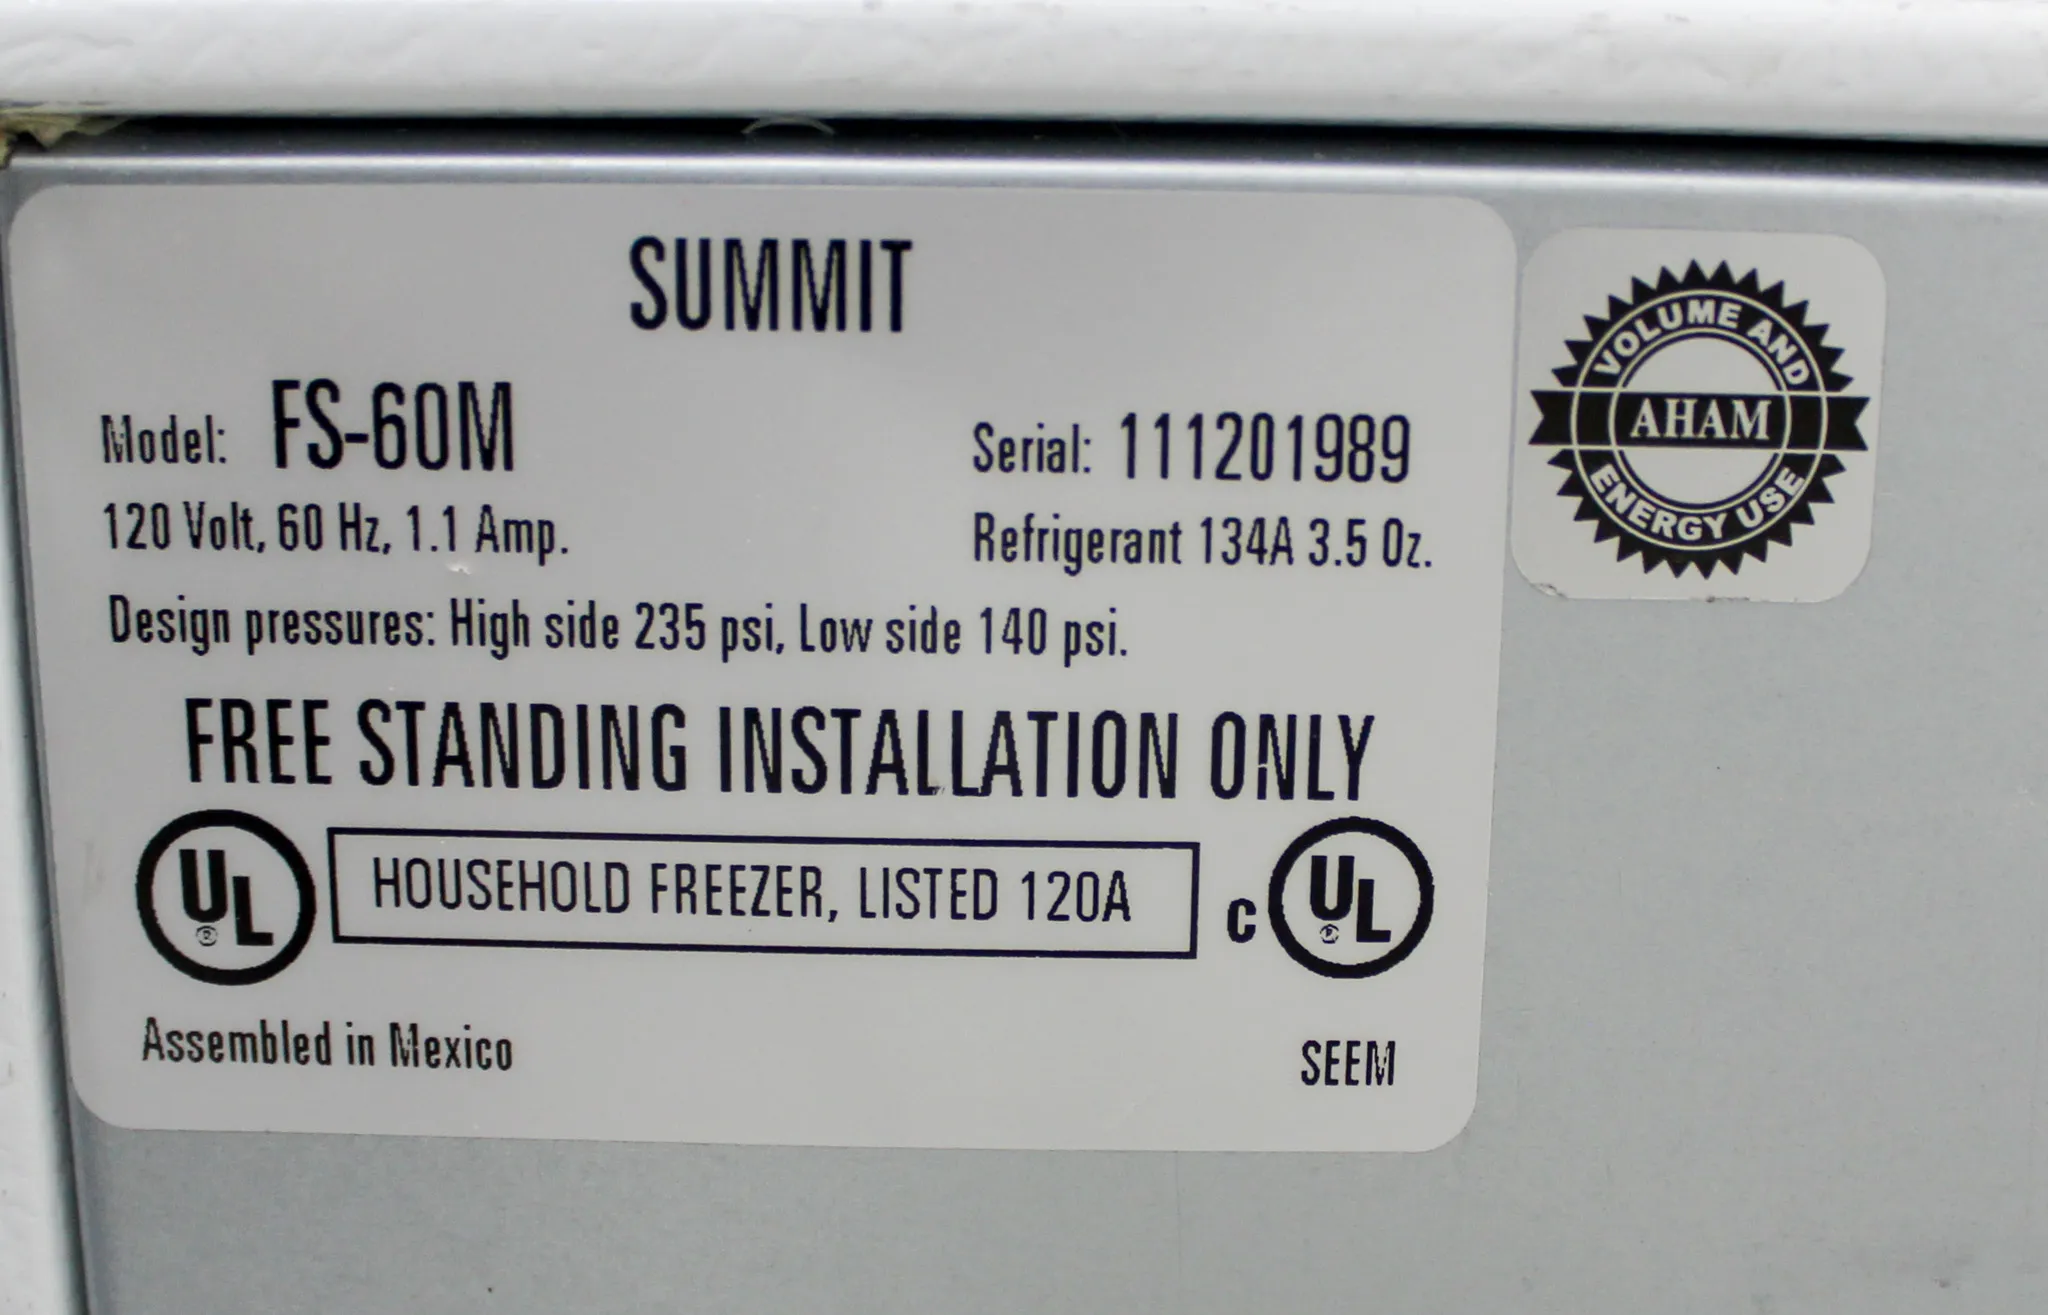 SUMMIT
Model: FS-60M
Serial: 111201989
120 Volt, 60 Hz, 1.1 Amp.
Refrigerant 134A 3.5 Oz.
Design pressures: High side 235 psi, Low side 140 psi.
FREE STANDING INSTALLATION ONLY
UL
HOUSEHOLD FREEZER, LISTED 120A
C UL
Assembled in Mexico
SEEM
VOLUME AND
AHAM
ENERGY USE